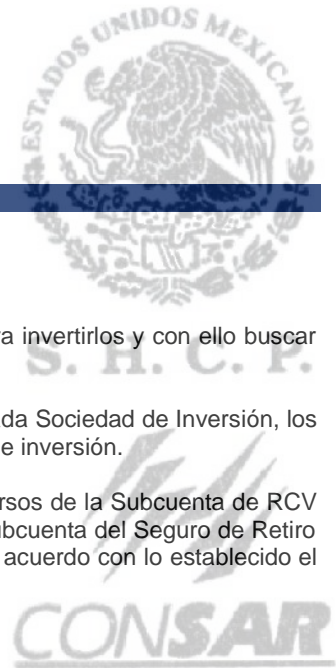 ESTADOS UNIDOS MEXICANOS
ra invertirlos y con ello buscar
S. H. C. P.
ada Sociedad de Inversión, los
e inversión.
rsos de la Subcuenta de RCV
ubcuenta del Seguro de Retiro
acuerdo con lo establecido el
CONSAR